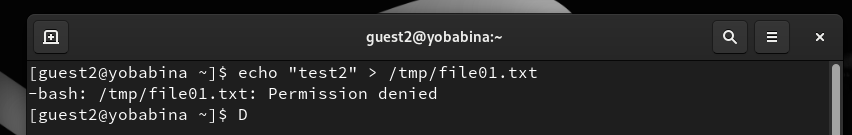 guest2@yobabina:~
[guest2@yobabina ~]$ echo "test2" > /tmp/file01.txt
-bash: /tmp/file01.txt: Permission denied
[guest2@yobabina ~]$ D